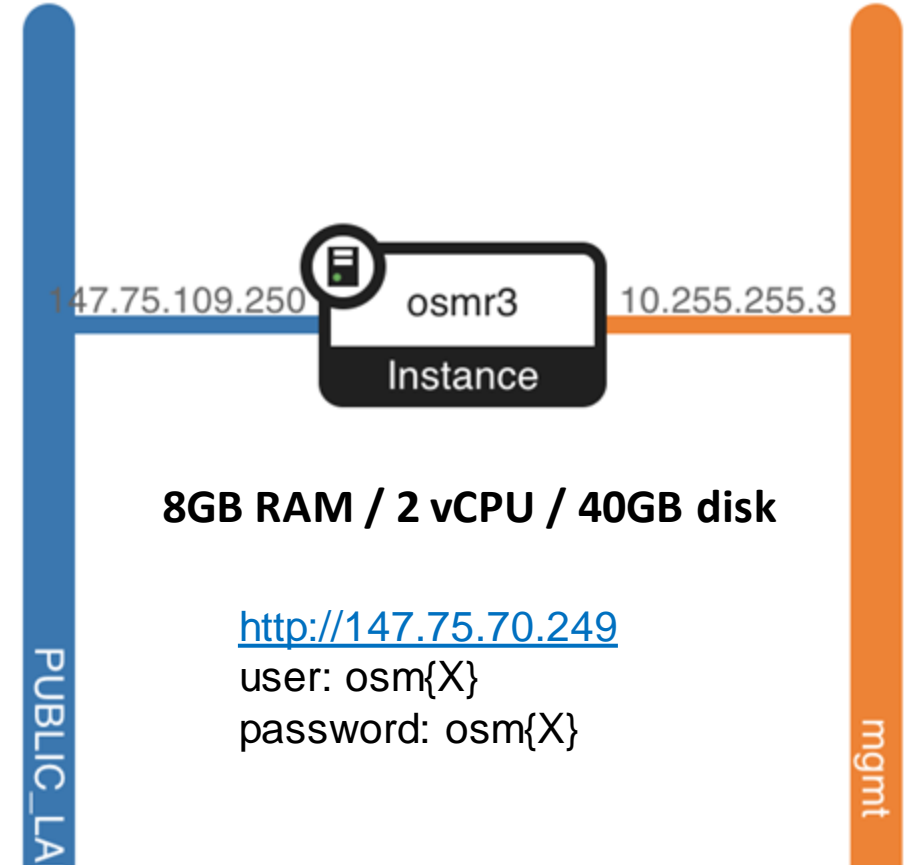 147.75.109.250
osmr3
10.255.255.3
Instance
8GB RAM / 2 vCPU / 40GB disk
http://147.75.70.249
user: osm{X}
password: osm{X}
PUBLIC_LA
mgmt